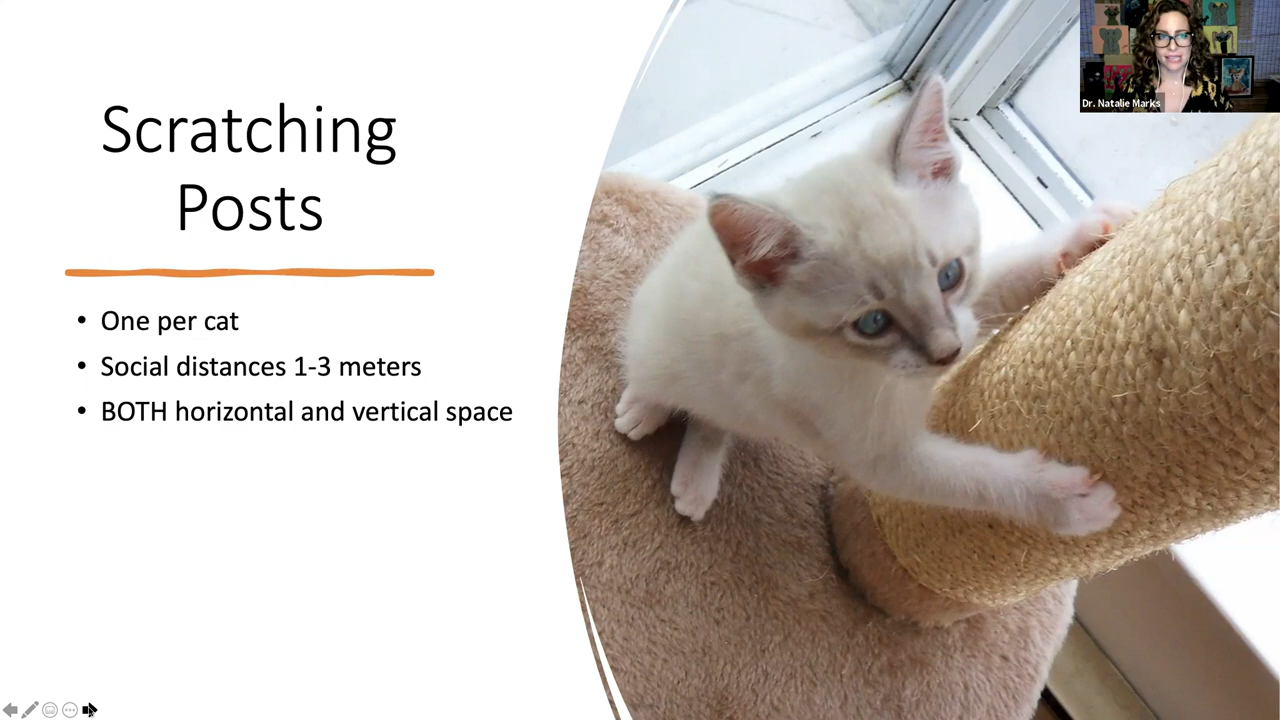 Scratching
Posts
• One per cat
• Social distances 1-3 meters
• BOTH horizontal and vertical space
Dr. Natalie Marks